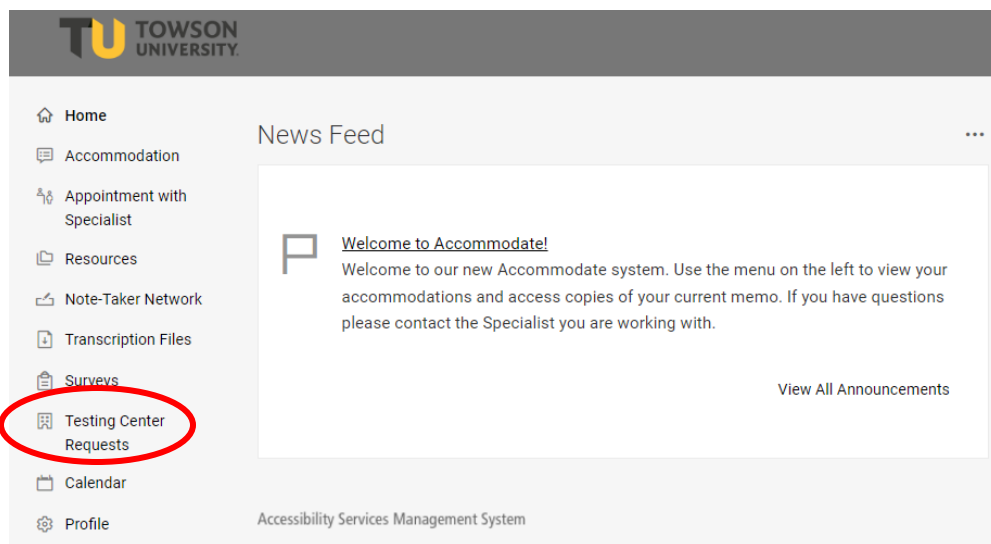 TU TOWSON
UNIVERSITY.
Home
Accommodation
Appointment with
Specialist
Resources
Note-Taker Network
Transcription Files
Surveys
Testing Center
Requests
Calendar
Profile
News Feed
Welcome to Accommodate!
Welcome to our new Accommodate system. Use the menu on the left to view your
accommodations and access copies of your current memo. If you have questions
please contact the Specialist you are working with.
View All Announcements
Accessibility Services Management System